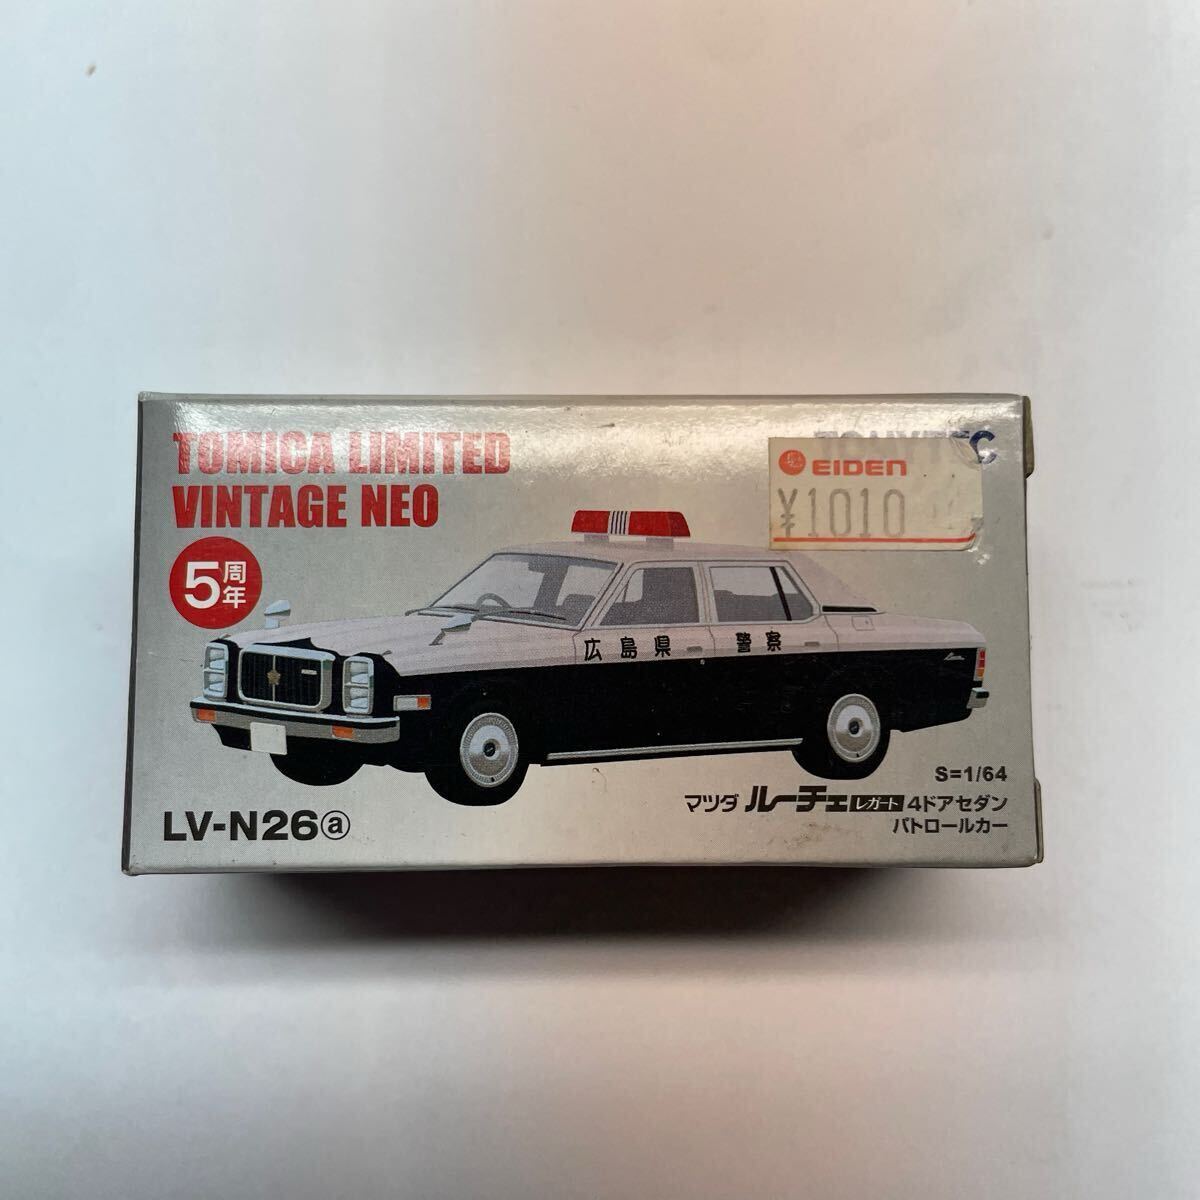 TOMICA LIMITED
VINTAGE NEO
EIDEN
¥1010
5周年
広島県 警察
S=1/64
マツダ ルーチェ レガート 4ドアセダン
パトロールカー
LV-N26ⓐ